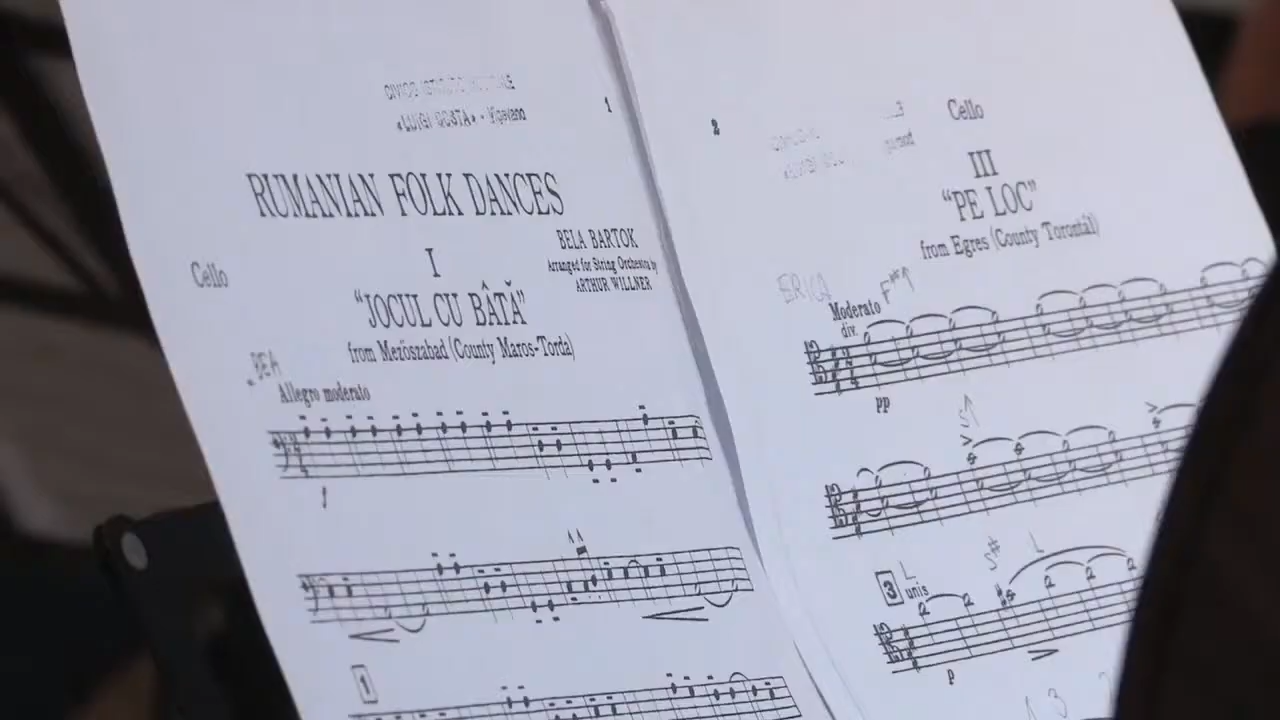 «LUIGI COSTA» - Vigevano
1
RUMANIAN FOLK DANCES
BELA BARTOK
Arranged for String Orchestra by
ARTHUR WILLNER
I
Cello
"JOCUL CU BÂTĂ"
from Mezőszabad (County Maros-Torda)
BEA
Allegro moderato
f
1
2
Cello
III
"PE LOC"
from Egres (County Torontál)
ERICA
F#↑
Moderato
div.
pp
3
L
unis
L
p